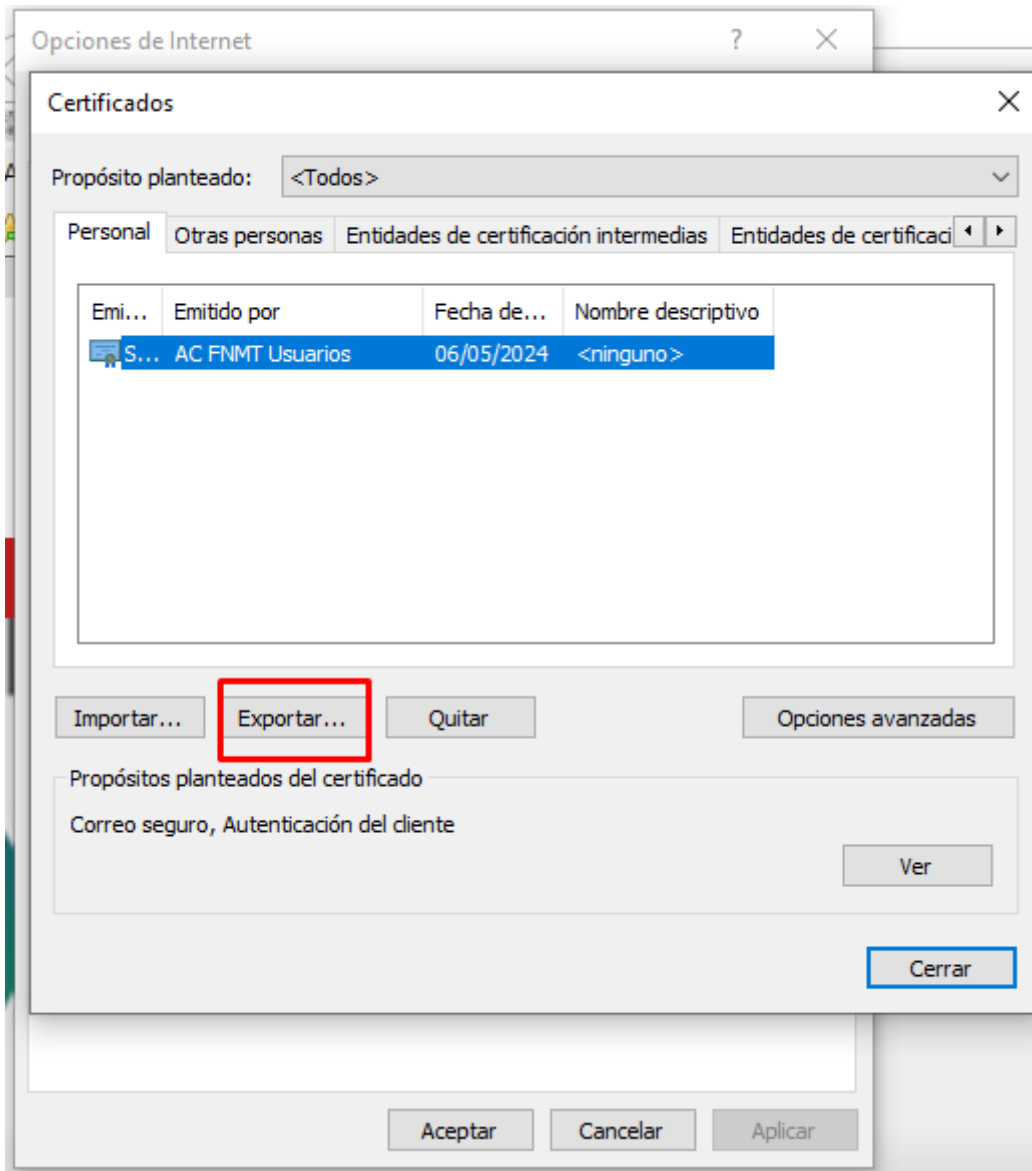 Opciones de Internet ?
Certificados
Propósito planteado: <Todos>
Personal Otras personas Entidades de certificación intermedias Entidades de certificaci
Emi... Emitido por Fecha de... Nombre descriptivo
S... AC FNMT Usuarios 06/05/2024 <ninguno>
Importar... Exportar... Quitar Opciones avanzadas
Propósitos planteados del certificado
Correo seguro, Autenticación del cliente
Ver
Cerrar
Aceptar Cancelar Aplicar